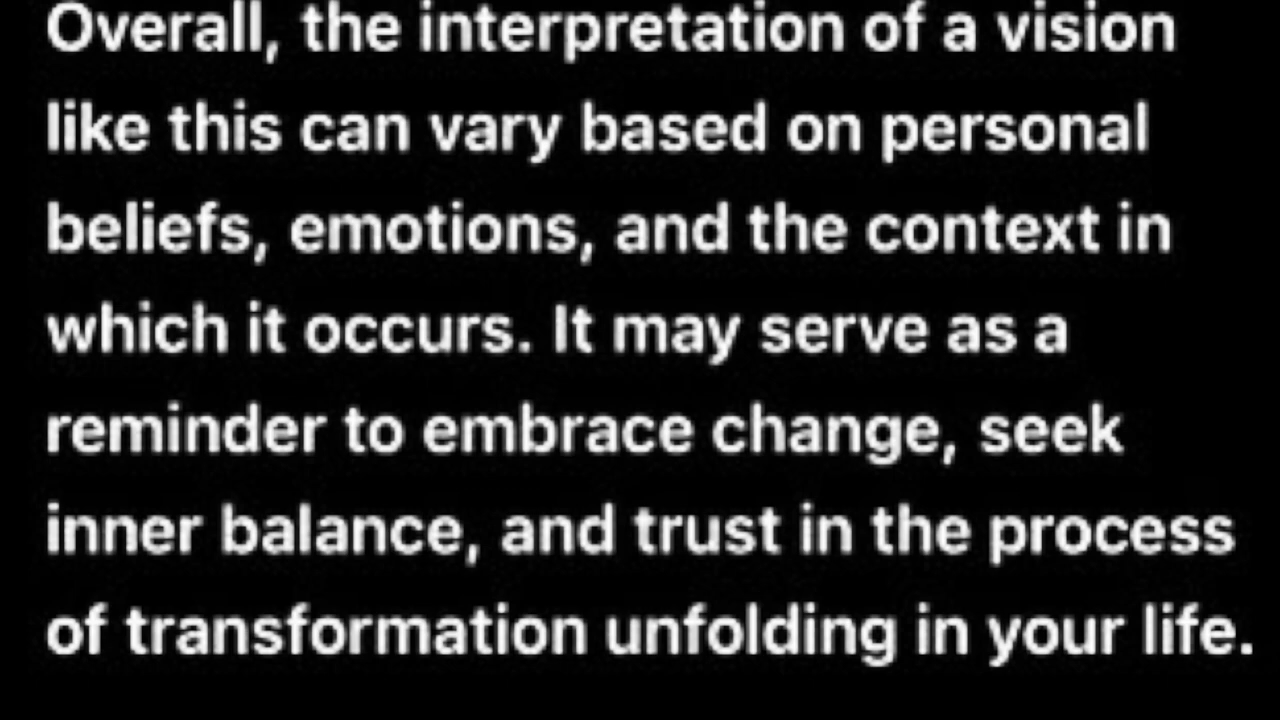 Overall, the interpretation of a vision
like this can vary based on personal
beliefs, emotions, and the context in
which it occurs. It may serve as a
reminder to embrace change, seek
inner balance, and trust in the process
of transformation unfolding in your life.